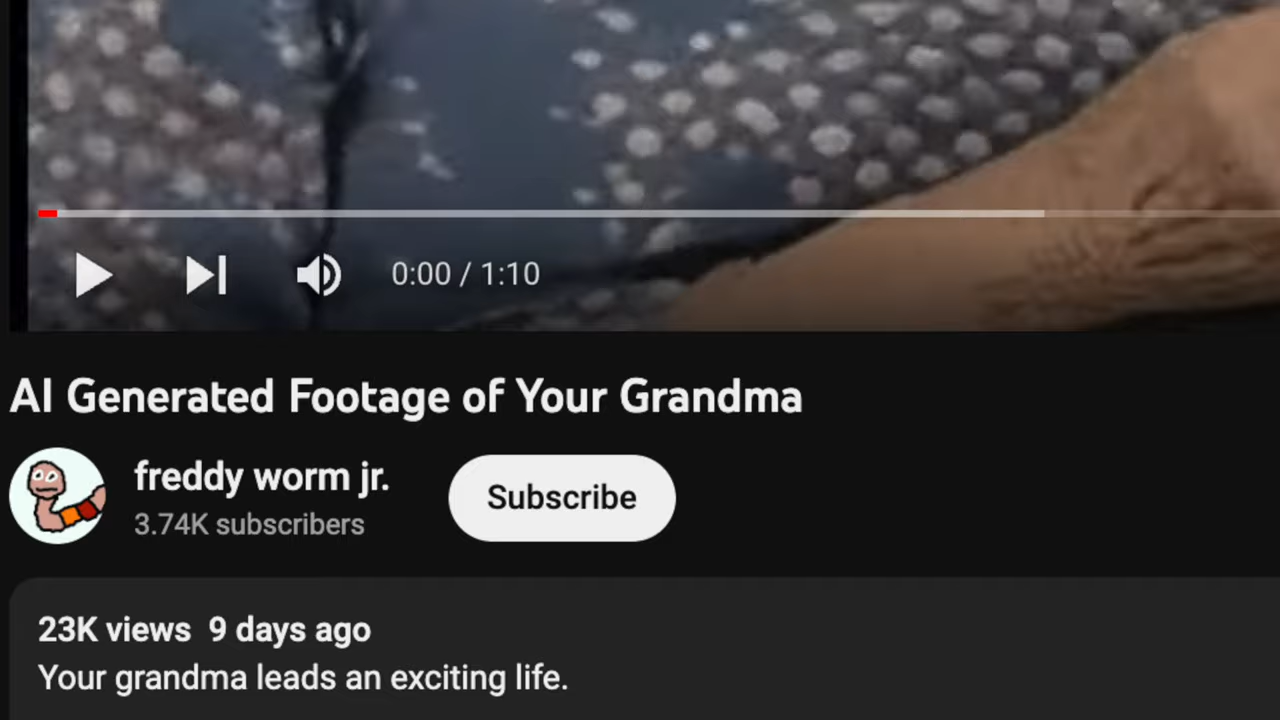 0:00 / 1:10
AI Generated Footage of Your Grandma
freddy worm jr.
Subscribe
3.74K subscribers
23K views 9 days ago
Your grandma leads an exciting life.